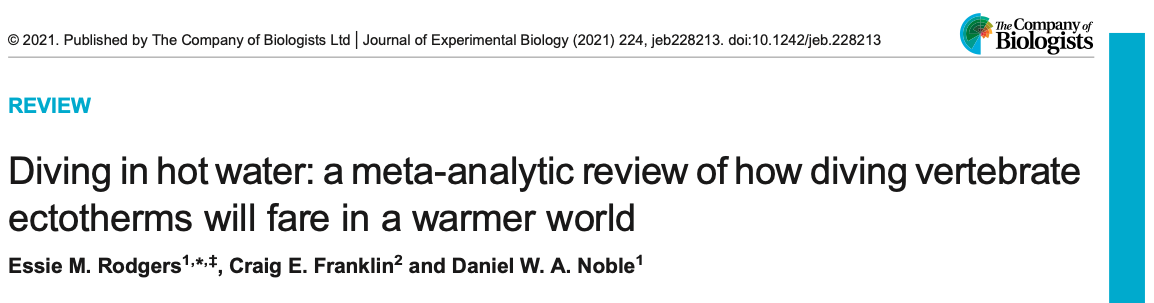 © 2021. Published by The Company of Biologists Ltd | Journal of Experimental Biology (2021) 224, jeb228213. doi:10.1242/jeb.228213
The Company of
Biologists
REVIEW
Diving in hot water: a meta-analytic review of how diving vertebrate
ectotherms will fare in a warmer world
Essie M. Rodgers1,*,‡, Craig E. Franklin2 and Daniel W. A. Noble1